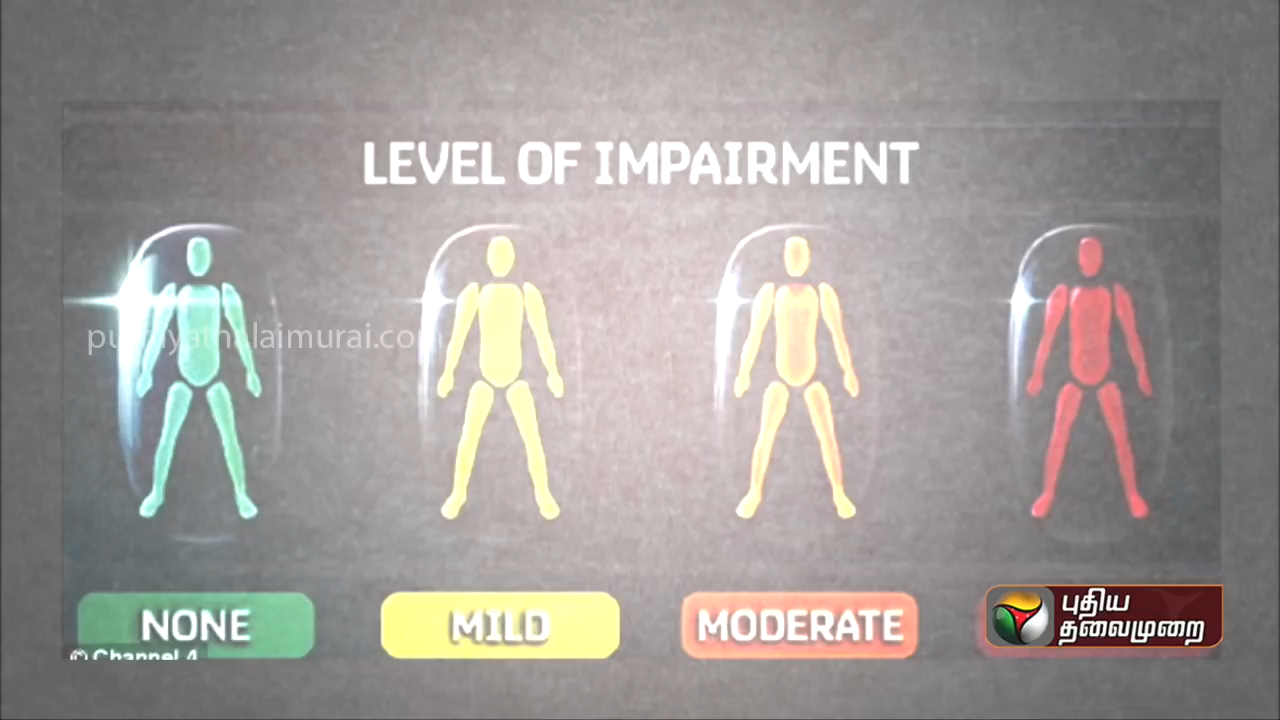 LEVEL OF IMPAIRMENT
puthiyathalaimurai.com
NONE
MILD
MODERATE
புதிய
தலைமுறை
© Channel 4